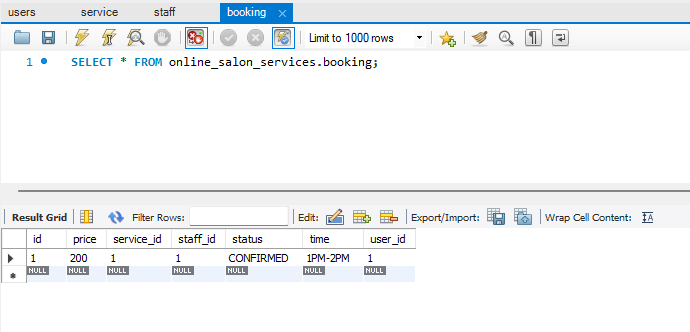 users service staff booking
Limit to 1000 rows
1 SELECT * FROM online_salon_services.booking;
Result Grid Filter Rows: Edit: Export/Import: Wrap Cell Content: IA
id price service_id staff_id status time user_id
1 200 1 1 CONFIRMED 1PM-2PM 1
NULL NULL NULL NULL NULL NULL NULL